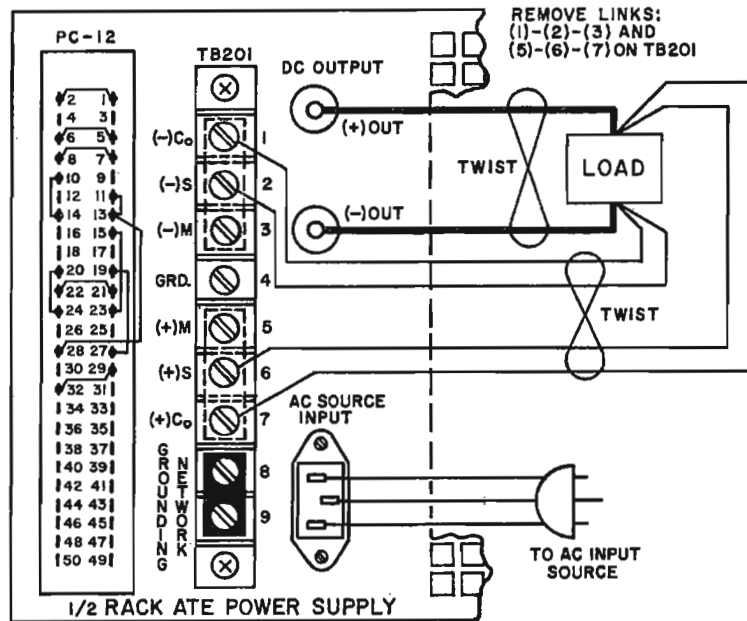 REMOVE LINKS:
(1)-(2)-(3) AND
(5)-(6)-(7) ON TB201
PC-12
TB201
DC OUTPUT
2 1
4 3
6 5
8 7
10 9
12 11
14 13
16 15
18 17
20 19
22 21
24 23
26 25
28 27
30 29
32 31
34 33
36 35
38 37
40 39
42 41
44 43
46 45
48 47
50 49
(-)Co 1
(-)S 2
(-)M 3
GRD. 4
(+)M 5
(+)S 6
(+)Co 7
8
9
GROUNDING
NETWORK
(+)OUT
(-)OUT
TWIST
LOAD
TWIST
AC SOURCE
INPUT
TO AC INPUT
SOURCE
1/2 RACK ATE POWER SUPPLY